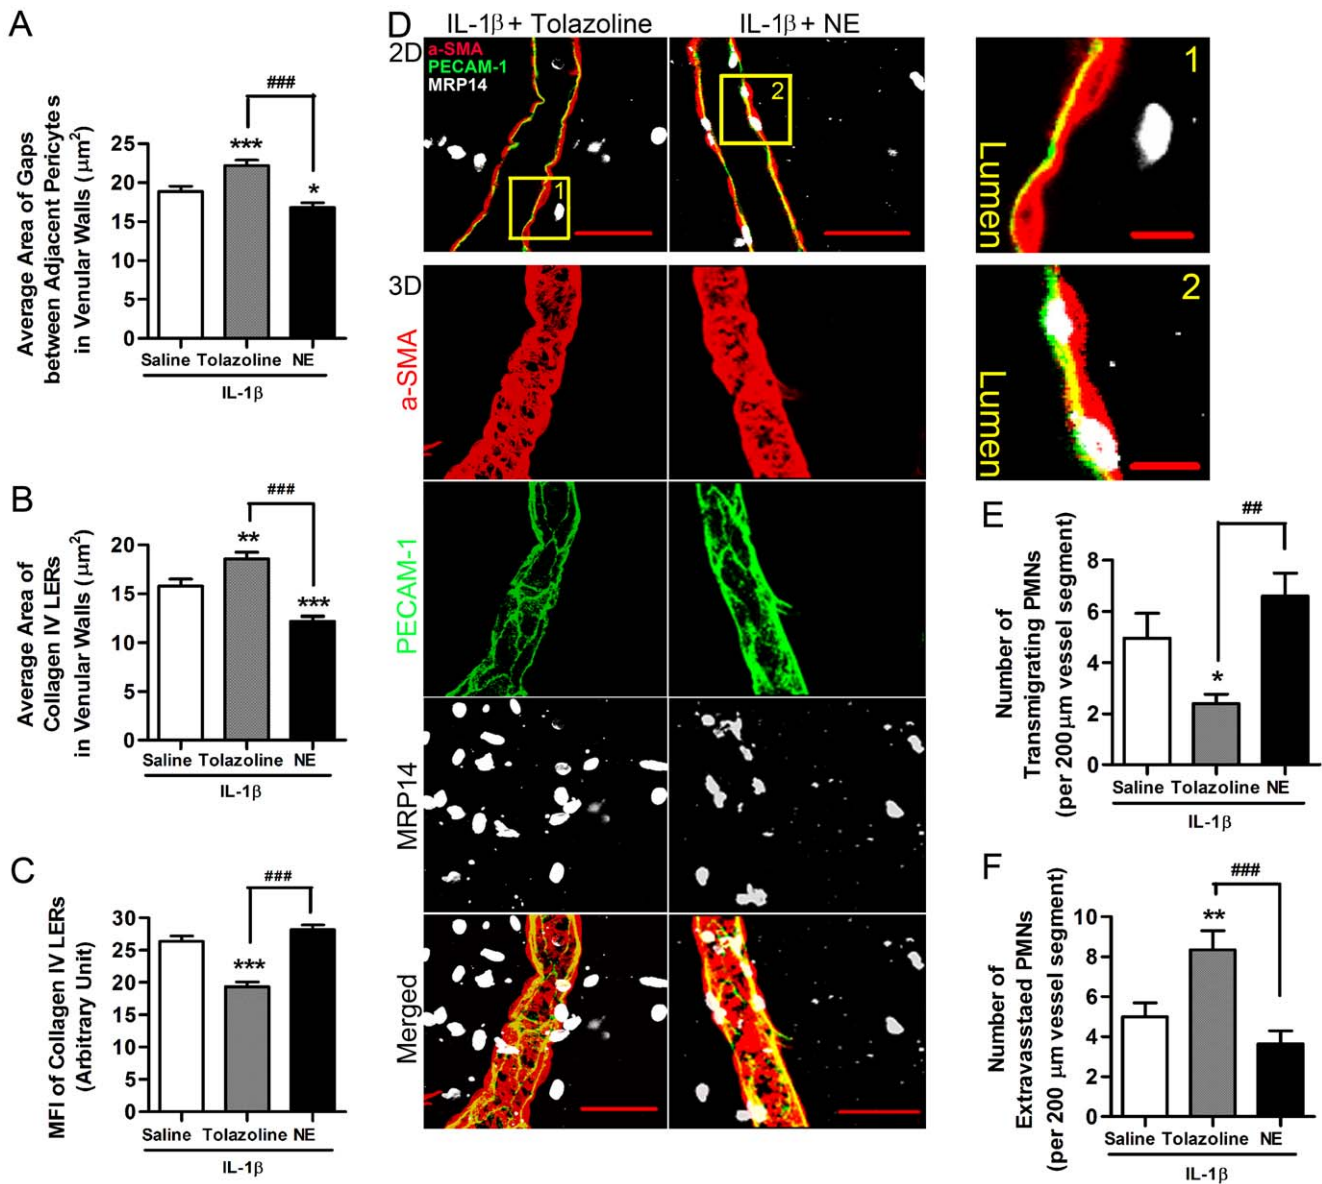 A
###
***
*
25
20
15
10
5
0
Average Area of Gaps
between Adjacent Pericytes
in Venular Walls (μm²)
Saline Tolazoline NE
IL-1β
B
###
**
***
20
15
10
5
0
Average Area of
Collagen IV LERs
in Venular Walls (μm²)
Saline Tolazoline NE
IL-1β
C
###
***
30
25
20
15
10
5
0
MFI of Collagen IV LERs
(Arbitrary Unit)
Saline Tolazoline NE
IL-1β
D
IL-1β + Tolazoline
IL-1β + NE
2D
a-SMA
PECAM-1
MRP14
1
2
3D
a-SMA
PECAM-1
MRP14
Merged
1
Lumen
2
Lumen
E
##
*
8
6
4
2
0
Number of
Transmigrating PMNs
(per 200μm vessel segment)
Saline Tolazoline NE
IL-1β
F
###
**
10
8
6
4
2
0
Number of
Extravasstaed PMNs
(per 200 μm vessel segment)
Saline Tolazoline NE
IL-1β